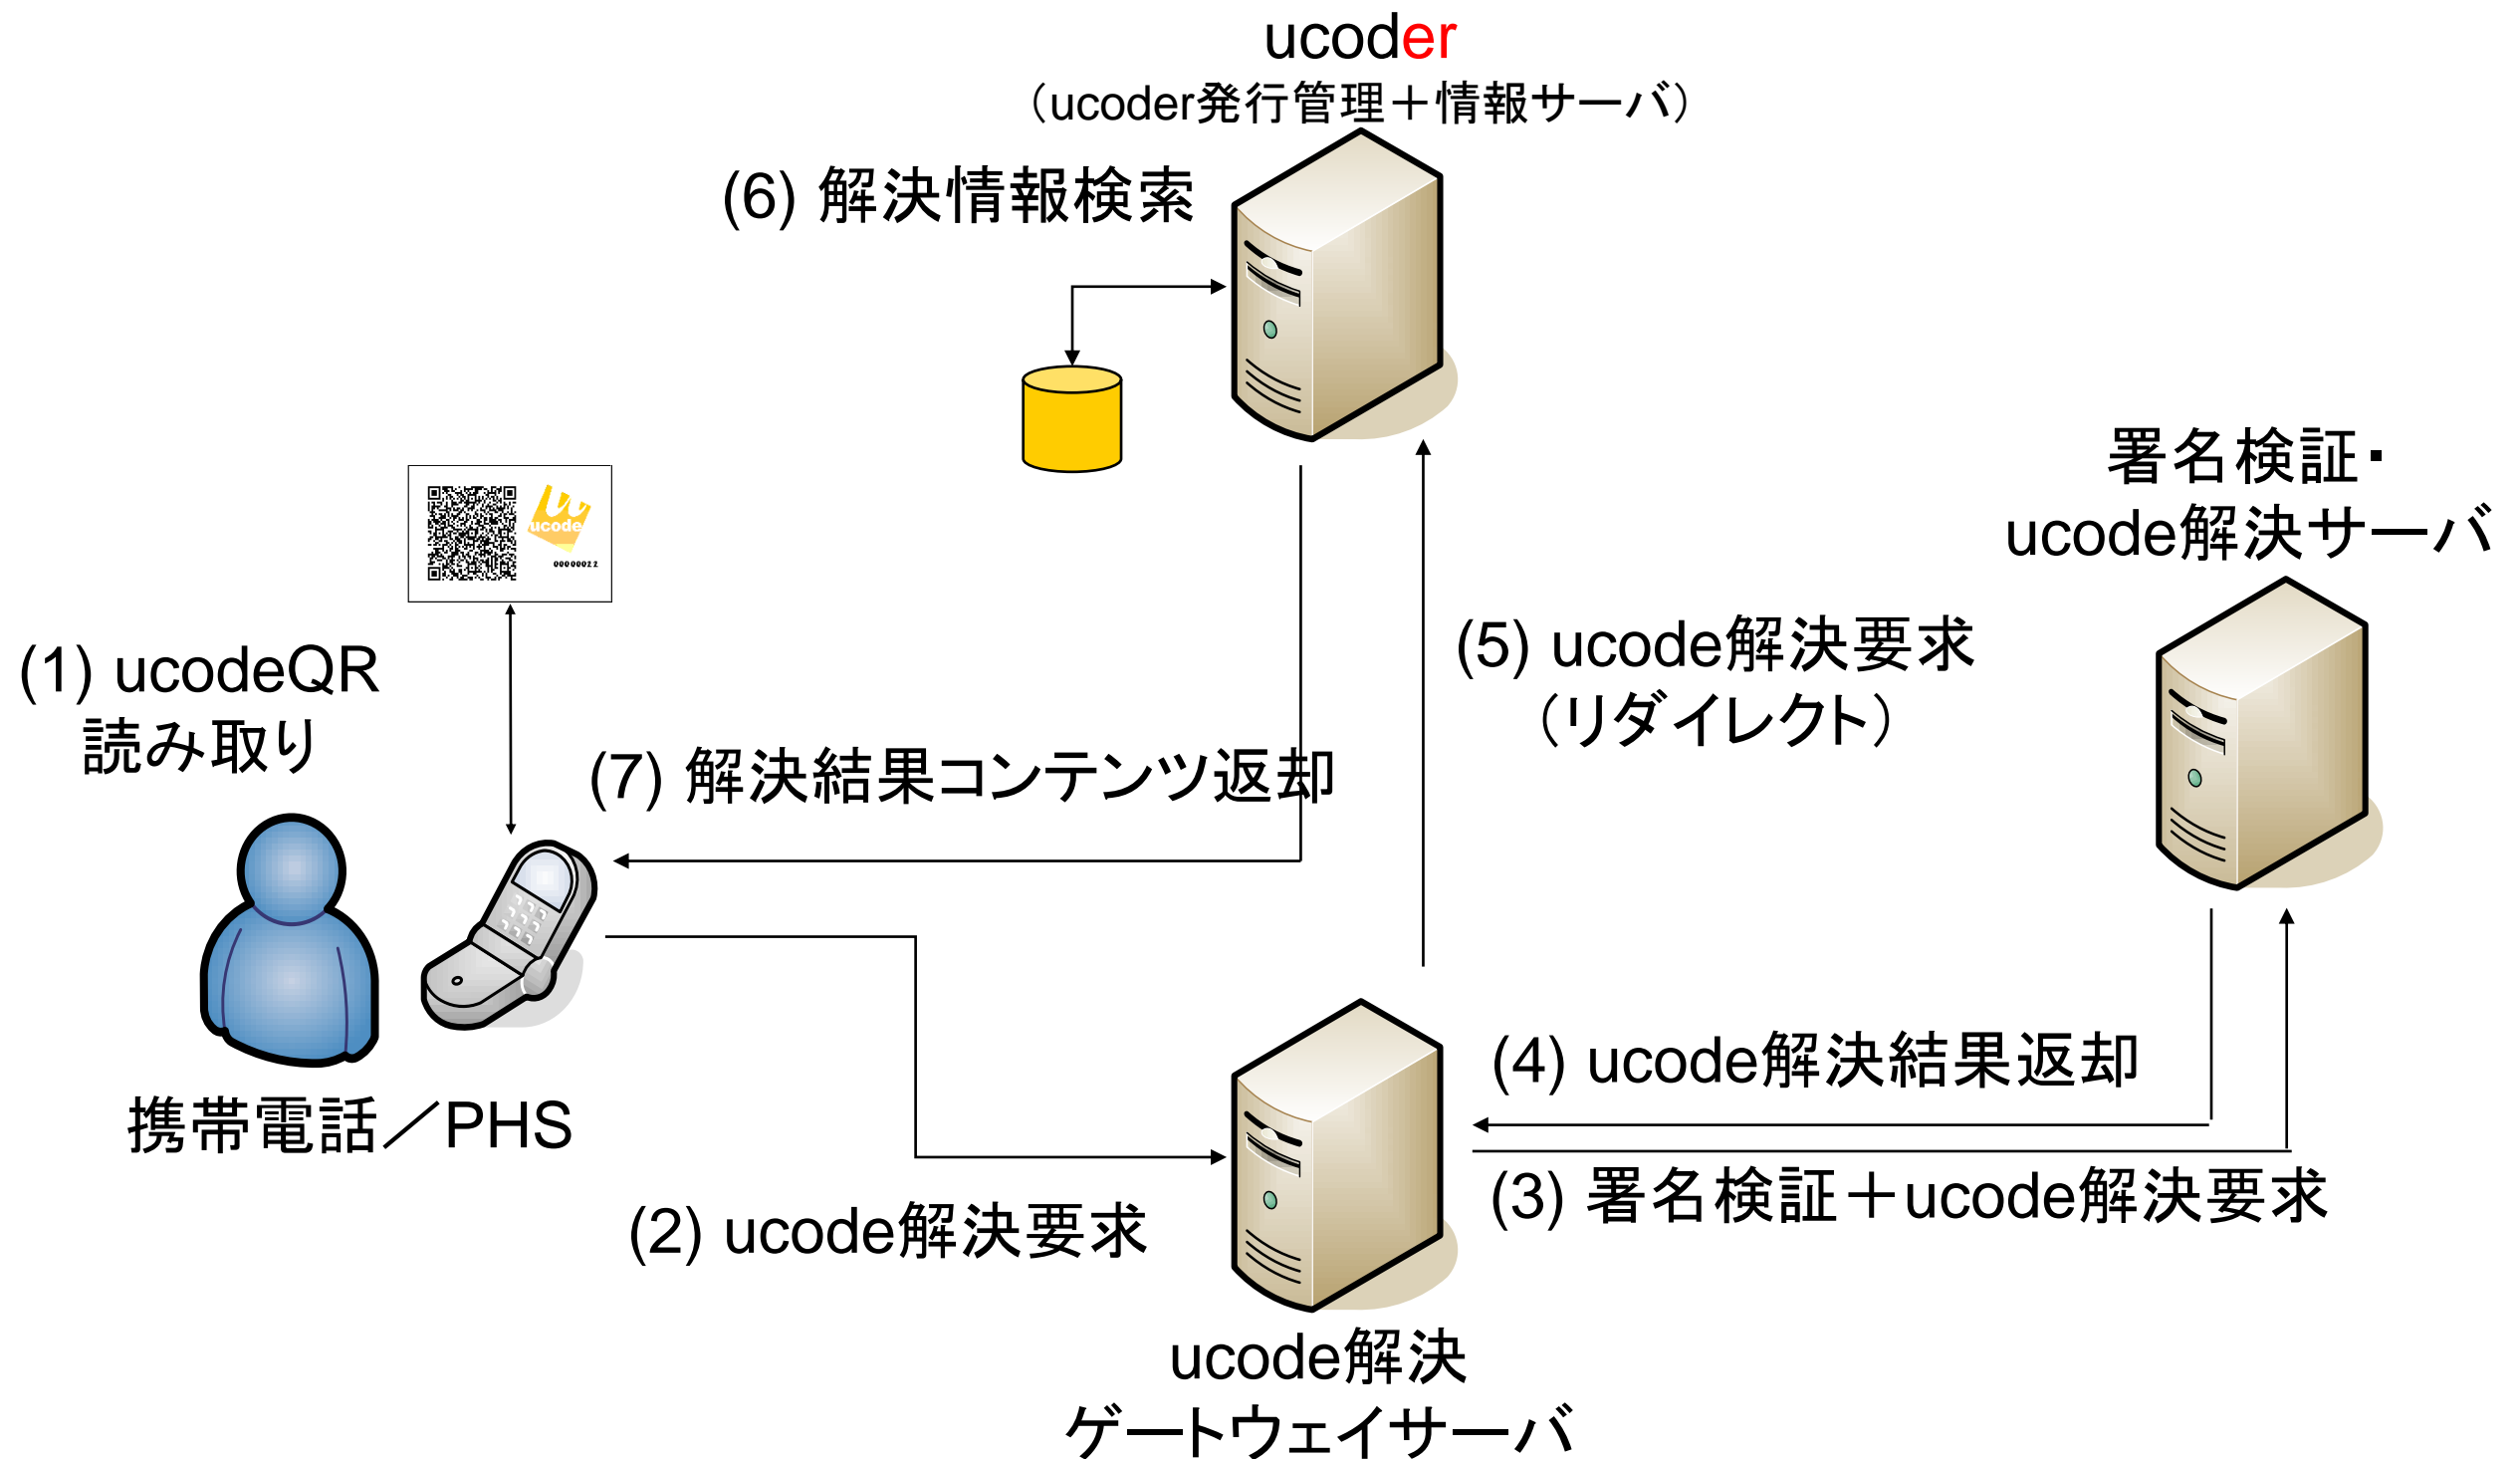 ucoder
（ucoder発行管理＋情報サーバ）
(6) 解決情報検索
ucode
00000022
署名検証・
ucode解決サーバ
(1) ucodeQR
読み取り
(5) ucode解決要求
（リダイレクト）
(7) 解決結果コンテンツ返却
携帯電話／PHS
(4) ucode解決結果返却
(3) 署名検証＋ucode解決要求
(2) ucode解決要求
ucode解決
ゲートウェイサーバ